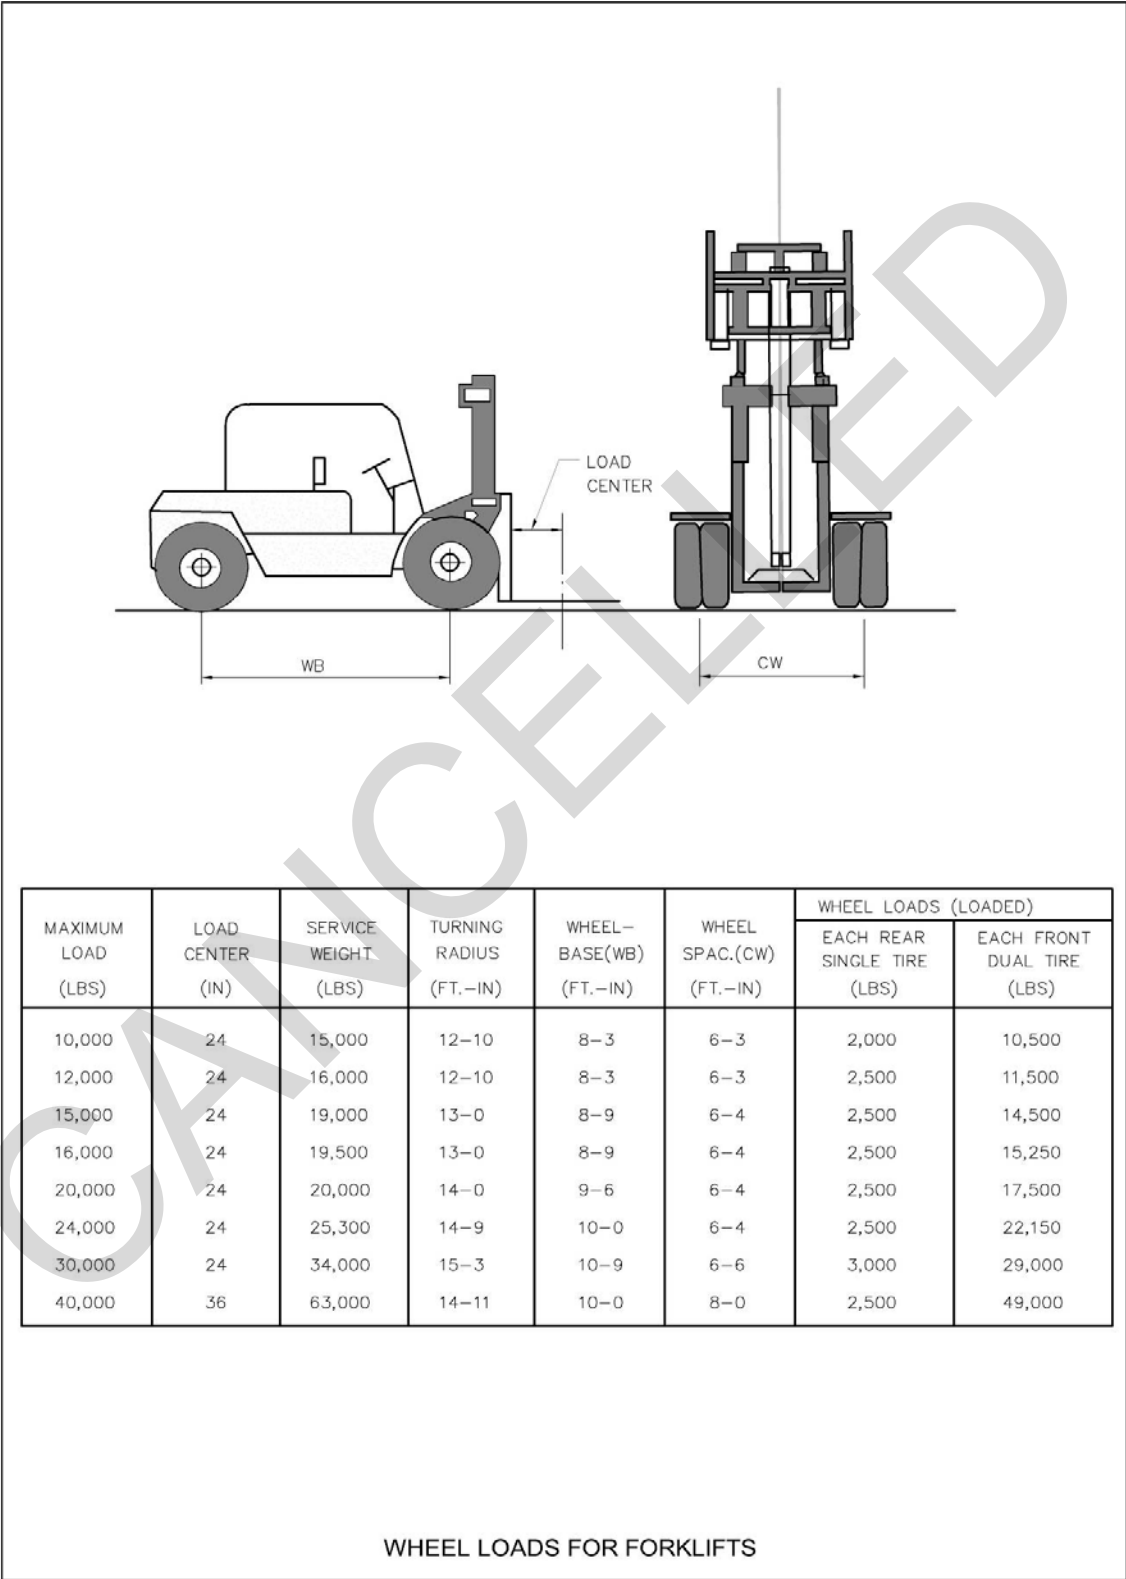 LOAD
CENTER
WB
CW
WHEEL LOADS (LOADED)
MAXIMUM LOAD (LBS) LOAD CENTER (IN) SERVICE WEIGHT (LBS) TURNING RADIUS (FT.-IN) WHEEL-BASE(WB) (FT.-IN) WHEEL SPAC.(CW) (FT.-IN) EACH REAR SINGLE TIRE (LBS) EACH FRONT DUAL TIRE (LBS)
10,000 24 15,000 12-10 8-3 6-3 2,000 10,500
12,000 24 16,000 12-10 8-3 6-3 2,500 11,500
15,000 24 19,000 13-0 8-9 6-4 2,500 14,500
16,000 24 19,500 13-0 8-9 6-4 2,500 15,250
20,000 24 20,000 14-0 9-6 6-4 2,500 17,500
24,000 24 25,300 14-9 10-0 6-4 2,500 22,150
30,000 24 34,000 15-3 10-9 6-6 3,000 29,000
40,000 36 63,000 14-11 10-0 8-0 2,500 49,000
WHEEL LOADS FOR FORKLIFTS
CANCELLED